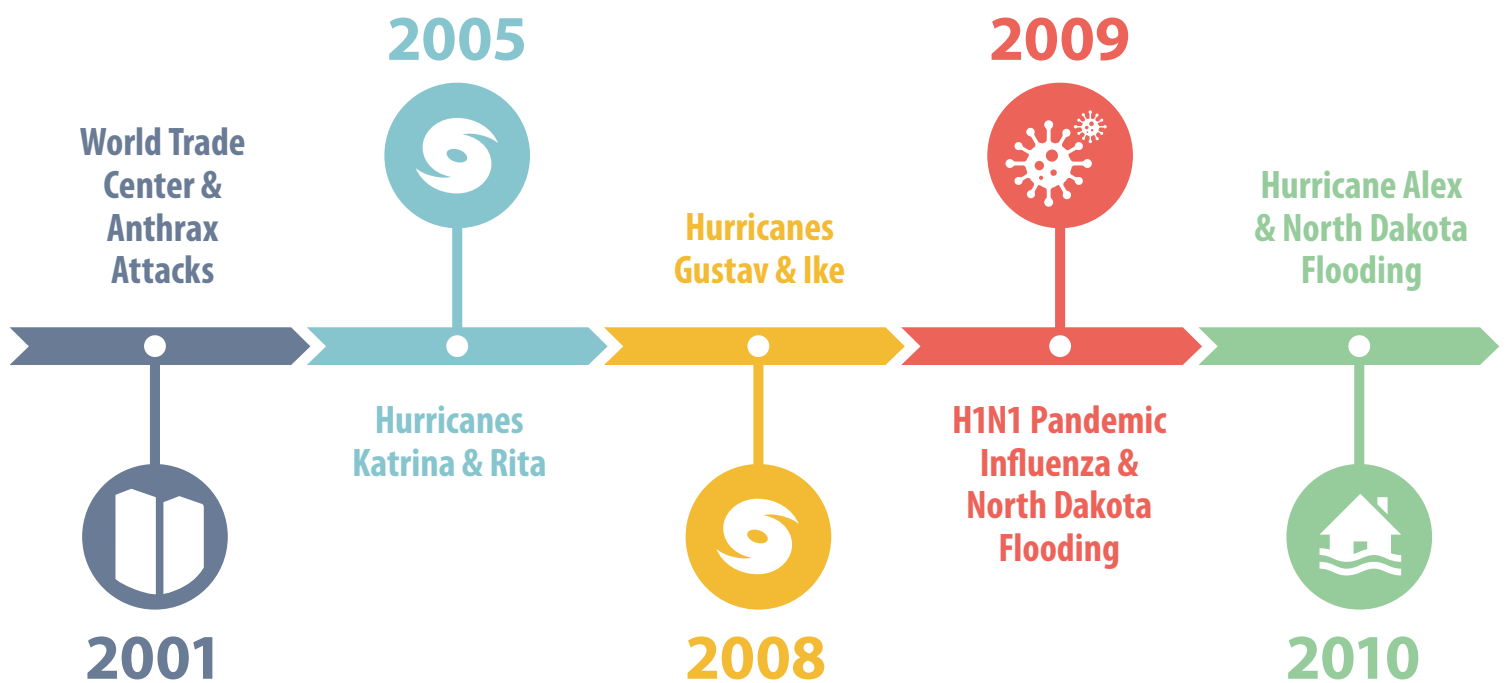 2001
World Trade
Center &
Anthrax
Attacks
2005
Hurricanes
Katrina & Rita
2008
Hurricanes
Gustav & Ike
2009
H1N1 Pandemic
Influenza &
North Dakota
Flooding
2010
Hurricane Alex
& North Dakota
Flooding